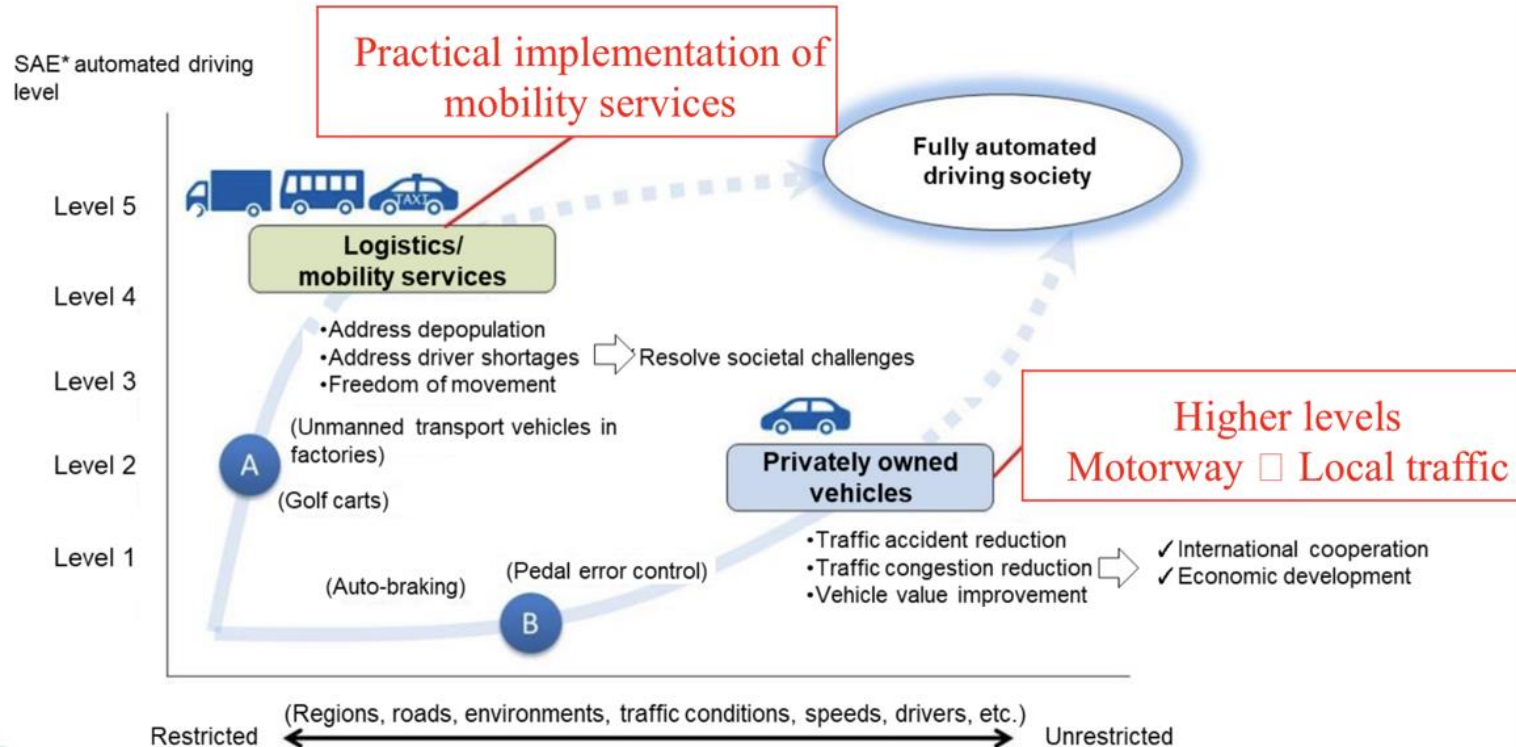 Practical implementation of
mobility services
SAE* automated driving
level
Fully automated
driving society
Level 5
TAXI
Logistics/
mobility services
Level 4
•Address depopulation
•Address driver shortages
•Freedom of movement
Resolve societal challenges
Level 3
Higher levels
Motorway □ Local traffic
(Unmanned transport vehicles in
factories)
A
Level 2
Privately owned
vehicles
(Golf carts)
Level 1
•Traffic accident reduction
•Traffic congestion reduction
•Vehicle value improvement
✓International cooperation
✓Economic development
(Auto-braking)
(Pedal error control)
B
(Regions, roads, environments, traffic conditions, speeds, drivers, etc.)
Restricted
Unrestricted